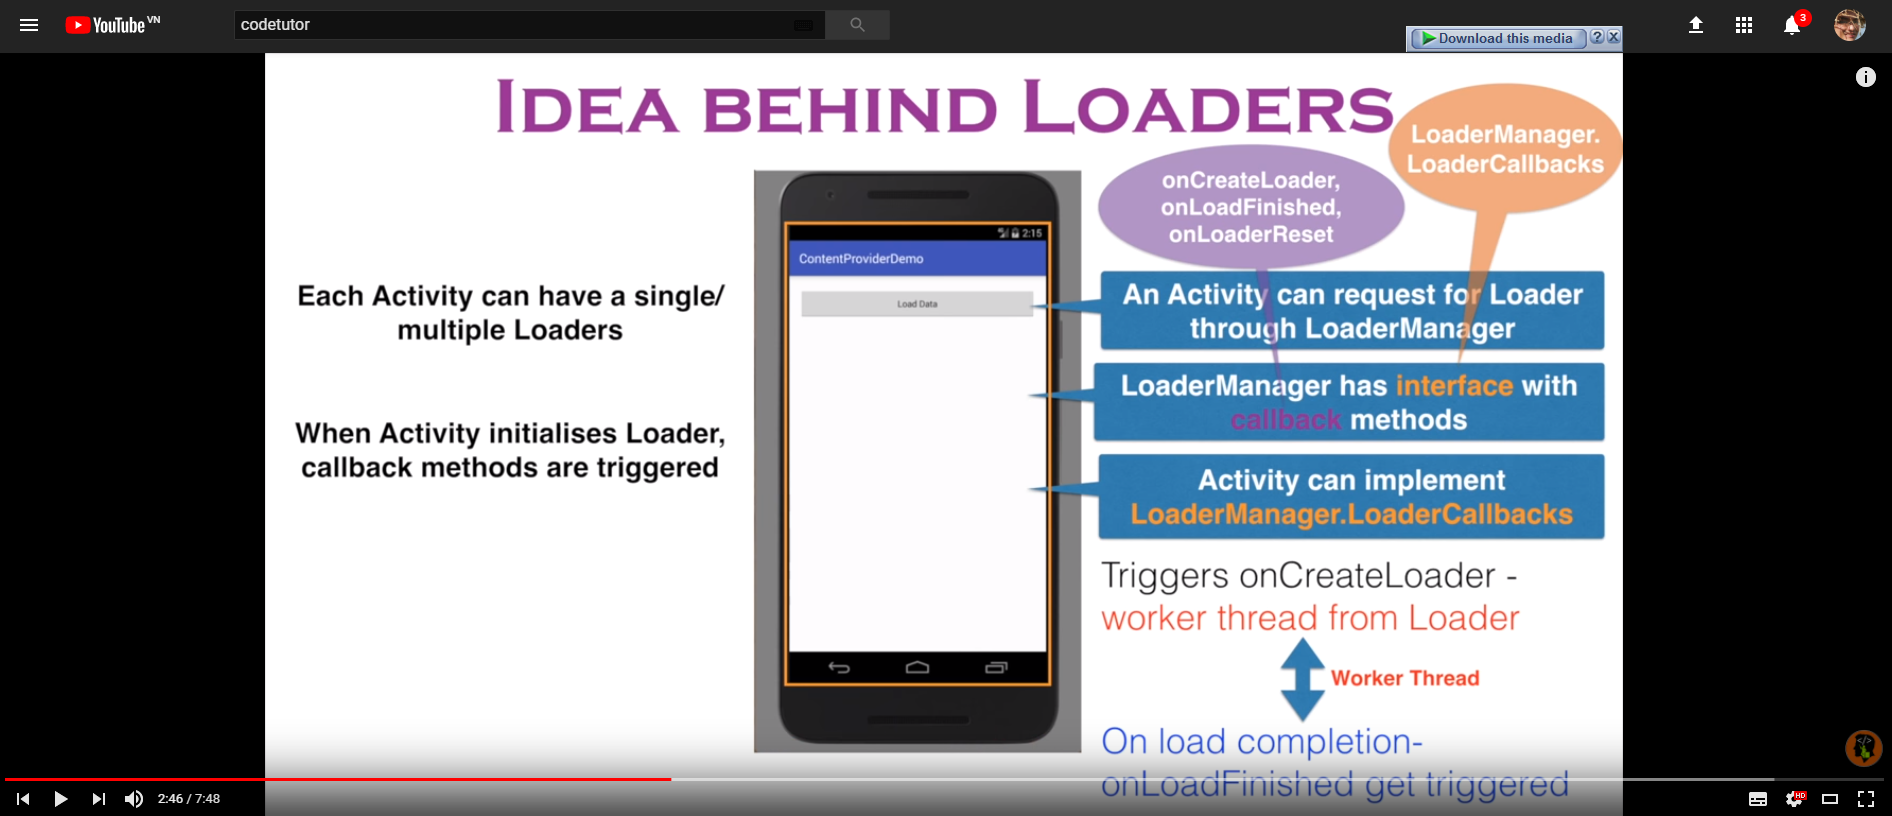 YouTube VN
codetutor
3
Download this media ? X
IDEA BEHIND LOADERS
LoaderManager.
LoaderCallbacks
onCreateLoader,
onLoadFinished,
onLoaderReset
2:15
ContentProviderDemo
Load Data
Each Activity can have a single/
multiple Loaders
When Activity initialises Loader,
callback methods are triggered
An Activity can request for Loader
through LoaderManager
LoaderManager has interface with
callback methods
Activity can implement
LoaderManager.LoaderCallbacks
Triggers onCreateLoader -
worker thread from Loader
Worker Thread
On load completion-
onLoadFinished get triggered
2:46 / 7:48
HD